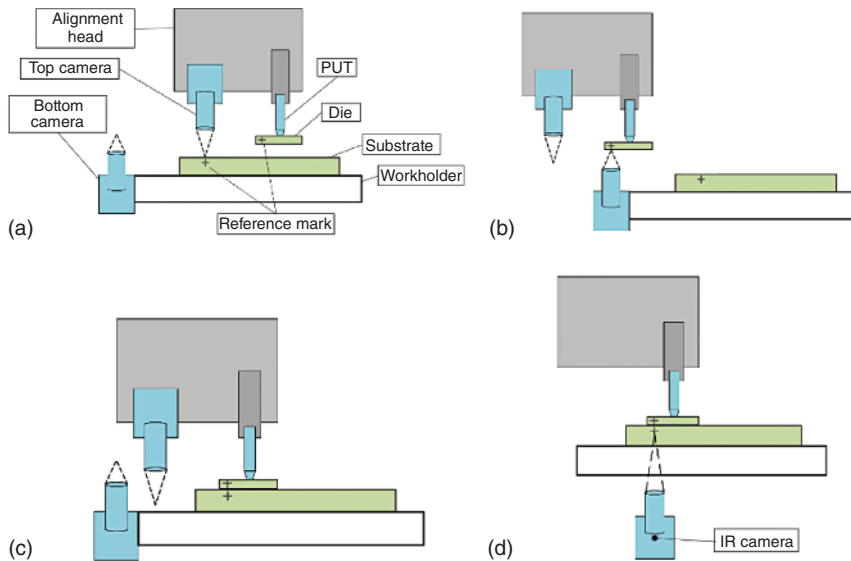 Alignment
head
Top camera
Bottom
camera
PUT
Die
Substrate
Workholder
Reference mark
(a)
(b)
(c)
IR camera
(d)